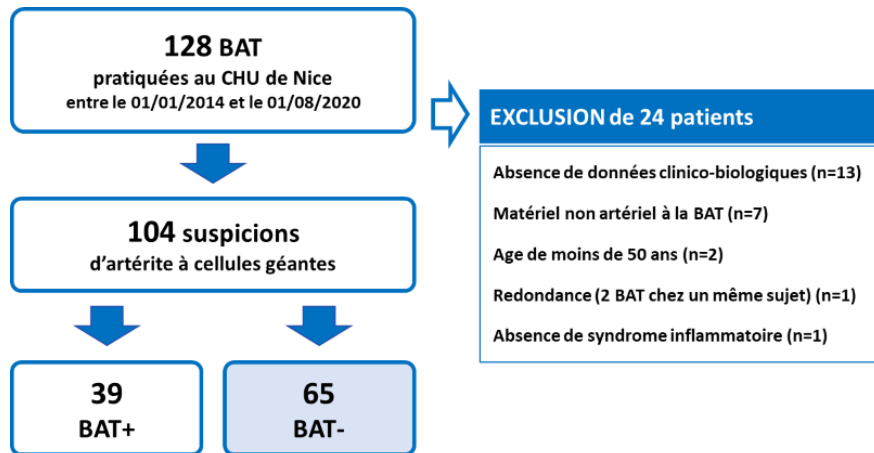 128 BAT
pratiquées au CHU de Nice
entre le 01/01/2014 et le 01/08/2020
EXCLUSION de 24 patients
Absence de données clinico-biologiques (n=13)
Matériel non artériel à la BAT (n=7)
Age de moins de 50 ans (n=2)
Redondance (2 BAT chez un même sujet) (n=1)
Absence de syndrome inflammatoire (n=1)
104 suspicions
d'artérite à cellules géantes
39
BAT+
65
BAT-